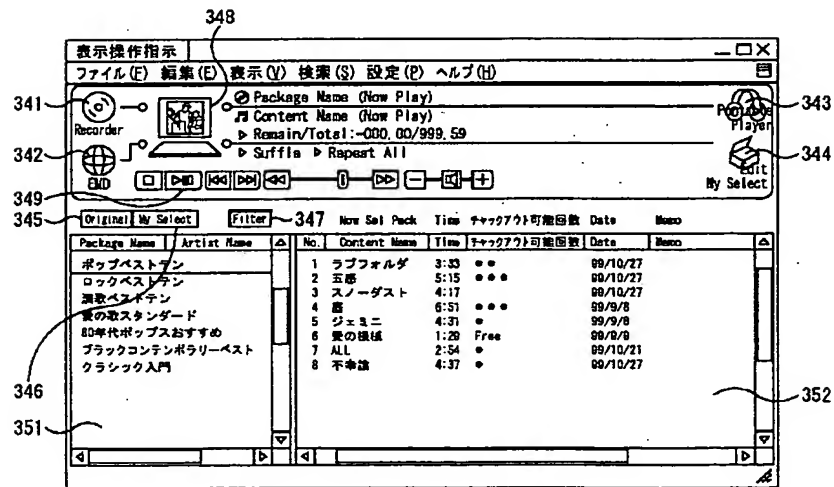 348
表示操作指示
ファイル(F) 編集(E) 表示(V) 検索(S) 設定(P) ヘルプ(H)
341
Recorder
342
EMD
Package Name (Now Play)
Content Name (Now Play)
Remain/Total:-000.00/999.59
Suffle Rapeat All
343
Player
344
Edit
My Select
349
345
Original My Select Filter
347
Now Sel Pack Time チャックアウト可能回数 Date Memo
Package Name Artist Name
No. Content Name Time チャックアウト可能回数 Date Memo
ポップベストテン
ロックベストテン
演歌ベストテン
愛の歌スタンダード
80年代ポップスおすすめ
ブラックコンテンポラリーベスト
クラシック入門
1 ラブフォルダ 3:33 ●● 99/10/27
2 五感 5:15 ●●● 99/10/27
3 スノーダスト 4:17 99/10/27
4 6:51 ●●● 99/9/8
5 ジェミニ 4:31 ● 99/9/8
6 愛の機械 1:29 Free 99/9/9
7 ALL 2:54 ● 99/10/21
8 4:37 ● 99/10/27
346
351
352